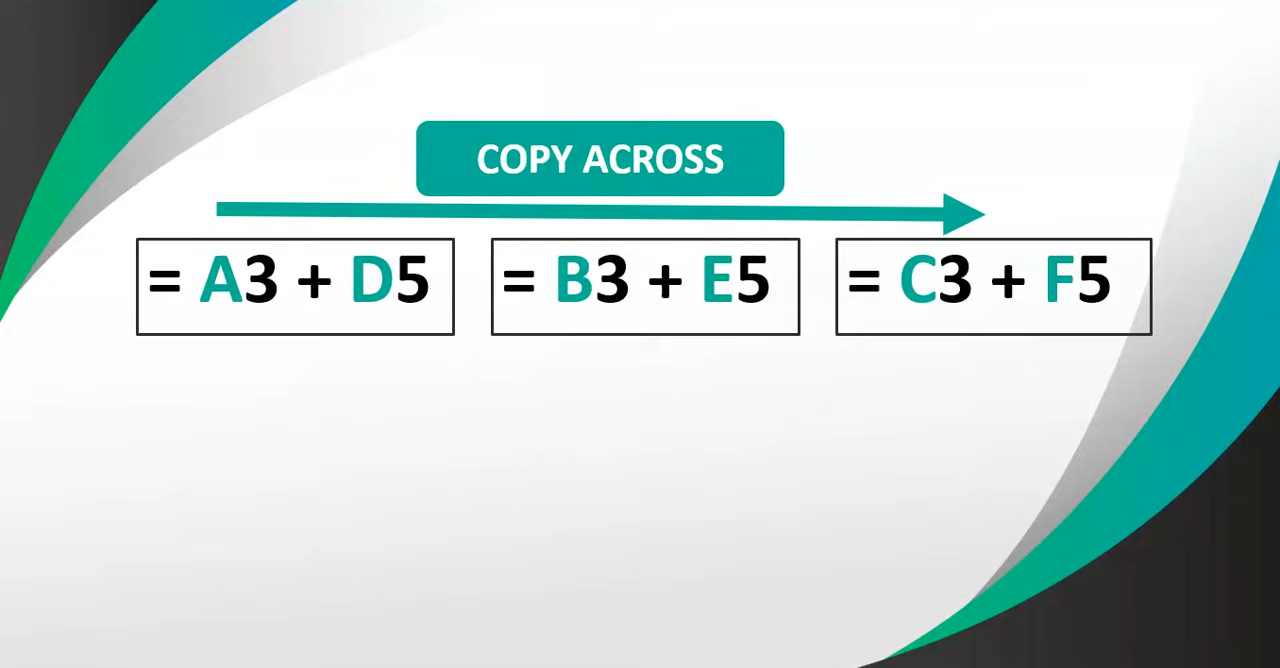 COPY ACROSS
= A3 + D5 = B3 + E5 = C3 + F5